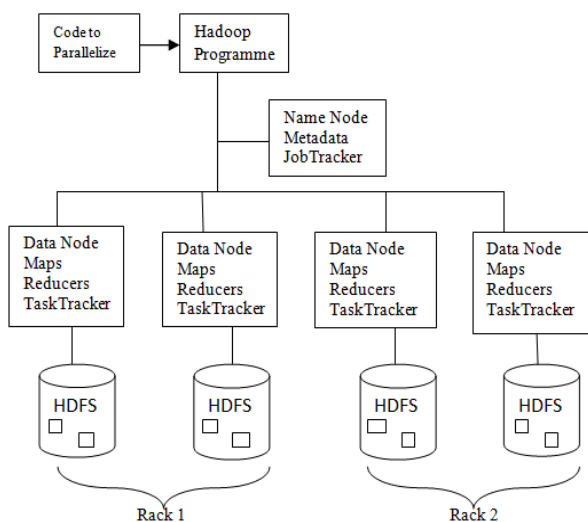 Code to
Parallelize
Hadoop
Programme
Name Node
Metadata
JobTracker
Data Node
Maps
Reducers
TaskTracker
Data Node
Maps
Reducers
TaskTracker
Data Node
Maps
Reducers
TaskTracker
Data Node
Maps
Reducers
TaskTracker
HDFS
HDFS
HDFS
HDFS
Rack 1
Rack 2